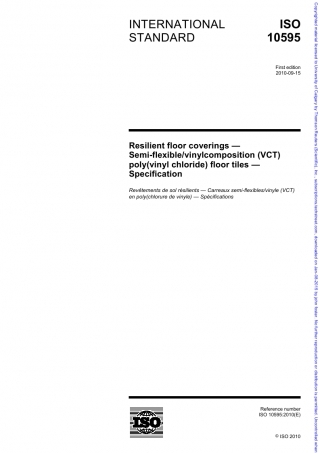 INTERNATIONAL
STANDARD
ISO
10595
First edition
2010-09-15
Resilient floor coverings —
Semi-flexible/vinylcomposition (VCT)
poly(vinyl chloride) floor tiles —
Specification
Revêtements de sol résilients — Carreaux semi-flexibles/vinyle (VCT)
en poly(chlorure de vinyle) — Spécifications
ISO
Reference number
ISO 10595:2010(E)
© ISO 2010
Copyrighted material licensed to University of Calgary by Thomson Reuters (Scientific), Inc., subscriptions.techstreet.com, downloaded on Jan-08-2015 by No further reproduction or distribution is permitted. Uncontrolled when